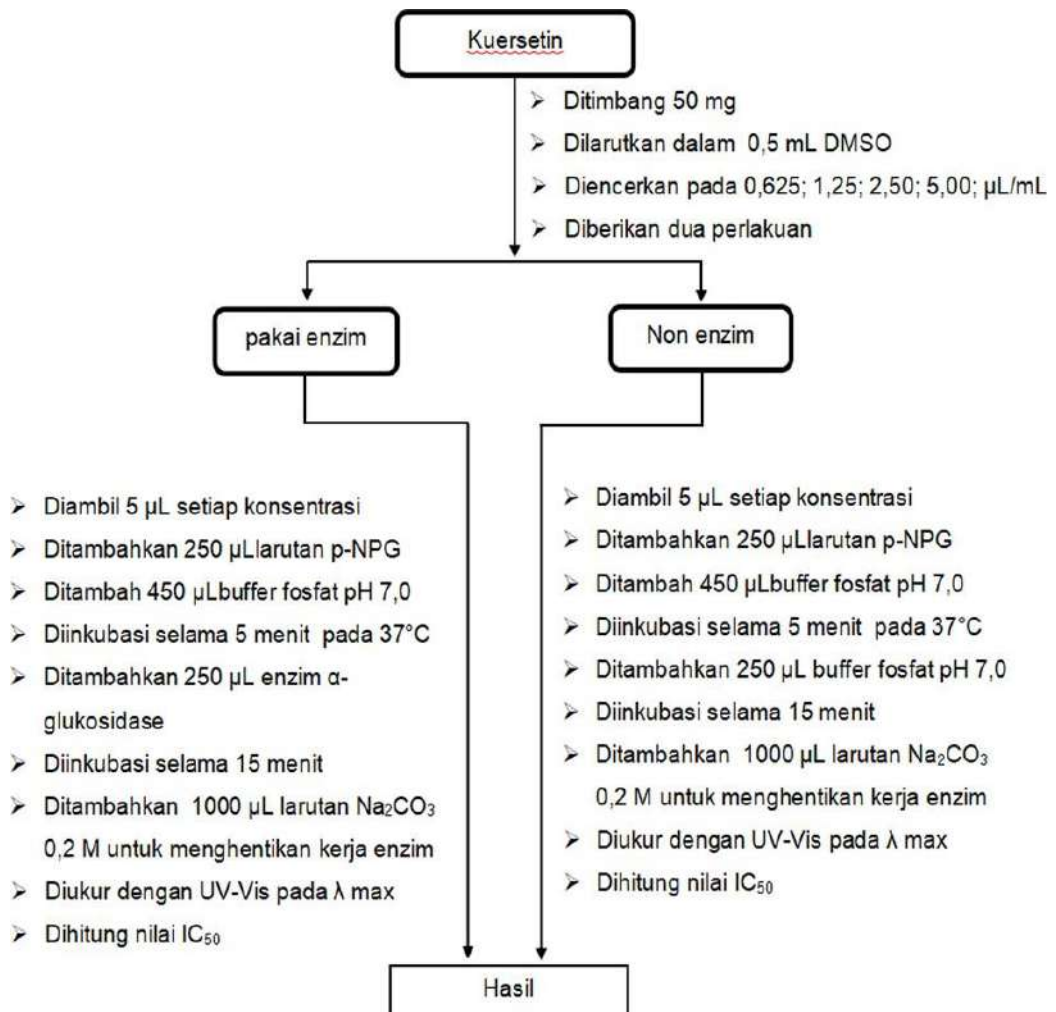 Kuersetin
➢ Ditimbang 50 mg
➢ Dilarutkan dalam 0,5 mL DMSO
➢ Diencerkan pada 0,625; 1,25; 2,50; 5,00; µL/mL
➢ Diberikan dua perlakuan
pakai enzim
Non enzim
➢ Diambil 5 µL setiap konsentrasi
➢ Ditambahkan 250 µLlarutan p-NPG
➢ Ditambah 450 µLbuffer fosfat pH 7,0
➢ Diinkubasi selama 5 menit pada 37°C
➢ Ditambahkan 250 µL enzim α-
glukosidase
➢ Diinkubasi selama 15 menit
➢ Ditambahkan 1000 µL larutan Na₂CO₃
0,2 M untuk menghentikan kerja enzim
➢ Diukur dengan UV-Vis pada λ max
➢ Dihitung nilai IC₅₀
➢ Diambil 5 µL setiap konsentrasi
➢ Ditambahkan 250 µLlarutan p-NPG
➢ Ditambah 450 µLbuffer fosfat pH 7,0
➢ Diinkubasi selama 5 menit pada 37°C
➢ Ditambahkan 250 µL buffer fosfat pH 7,0
➢ Diinkubasi selama 15 menit
➢ Ditambahkan 1000 µL larutan Na₂CO₃
0,2 M untuk menghentikan kerja enzim
➢ Diukur dengan UV-Vis pada λ max
➢ Dihitung nilai IC₅₀
Hasil